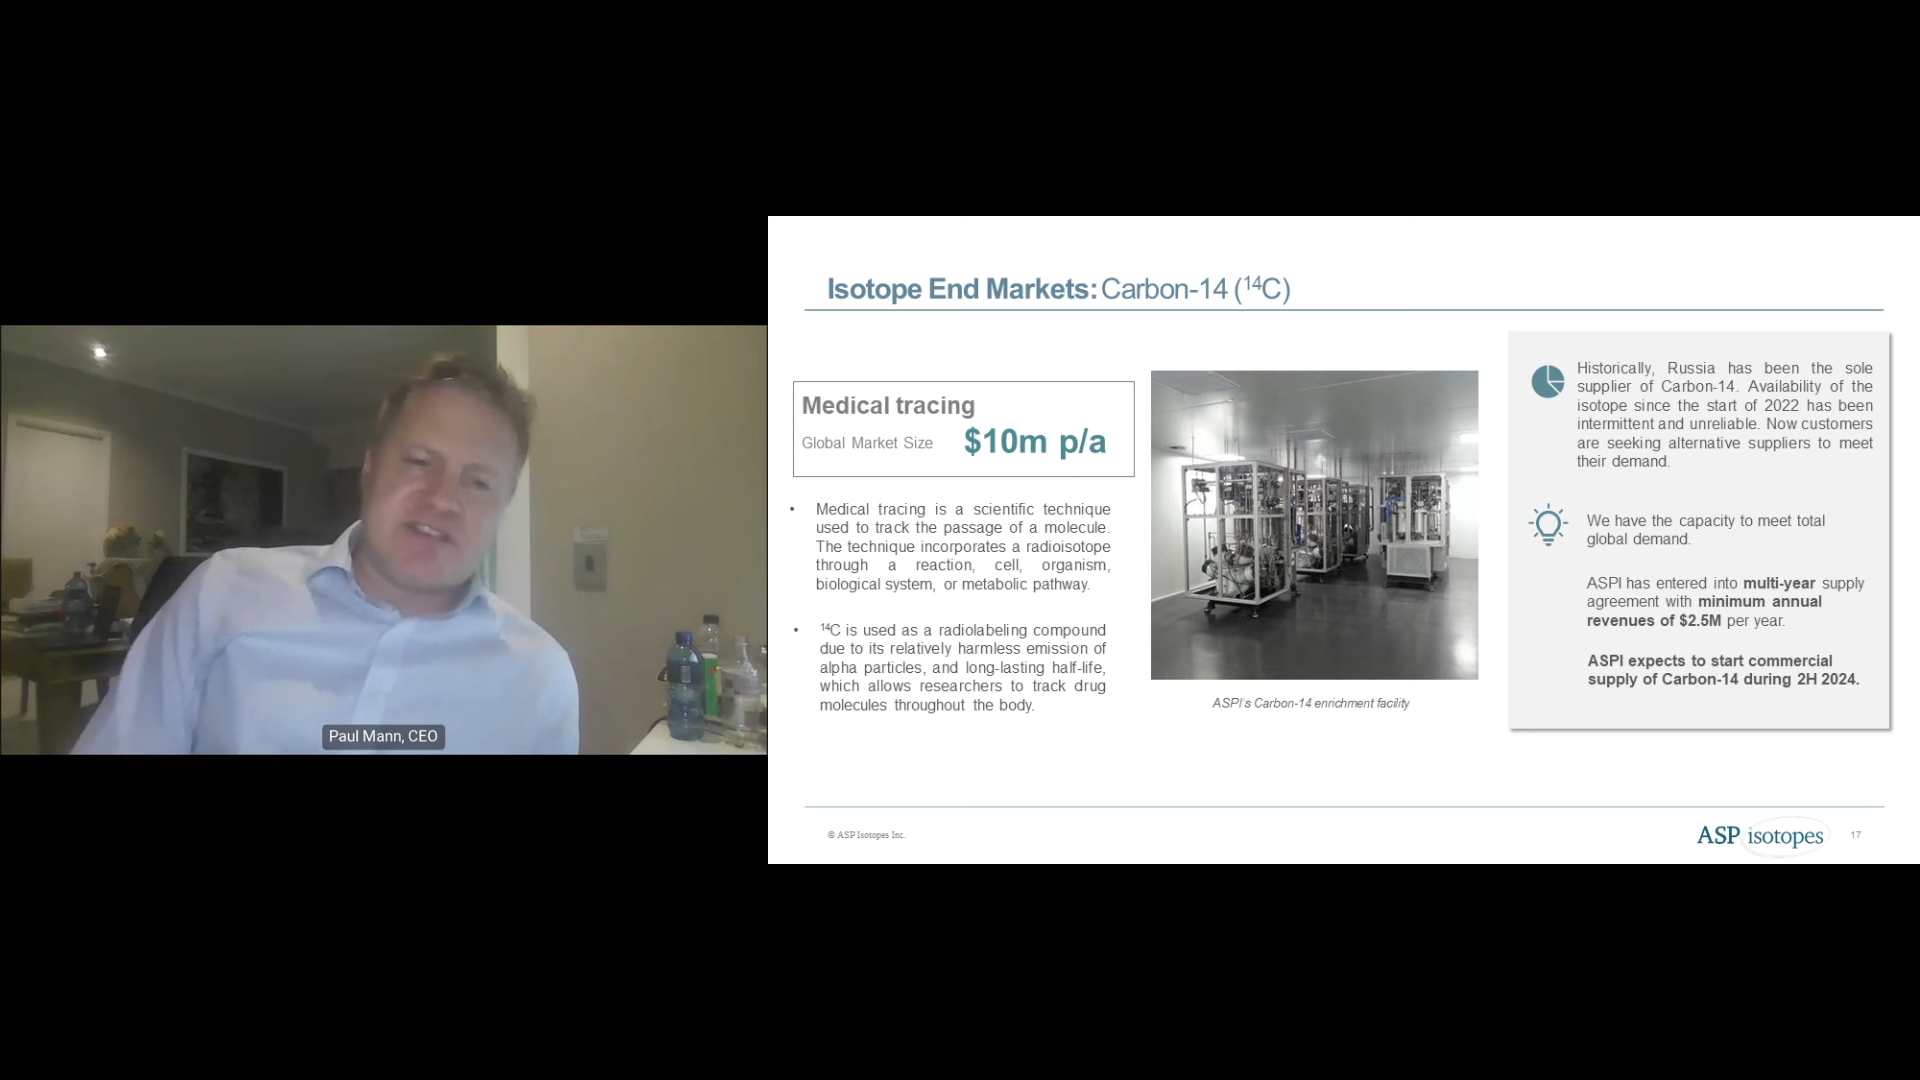 Isotope End Markets: Carbon-14 (¹⁴C)
Medical tracing
Global Market Size $10m p/a
• Medical tracing is a scientific technique
used to track the passage of a molecule.
The technique incorporates a radioisotope
through a reaction, cell, organism,
biological system, or metabolic pathway.
• ¹⁴C is used as a radiolabeling compound
due to its relatively harmless emission of
alpha particles, and long-lasting half-life,
which allows researchers to track drug
molecules throughout the body.
ASPI's Carbon-14 enrichment facility
Historically, Russia has been the sole
supplier of Carbon-14. Availability of the
isotope since the start of 2022 has been
intermittent and unreliable. Now customers
are seeking alternative suppliers to meet
their demand.
We have the capacity to meet total
global demand.
ASPI has entered into multi-year supply
agreement with minimum annual
revenues of $2.5M per year.
ASPI expects to start commercial
supply of Carbon-14 during 2H 2024.
Paul Mann, CEO
© ASP Isotopes Inc.
ASP isotopes
17